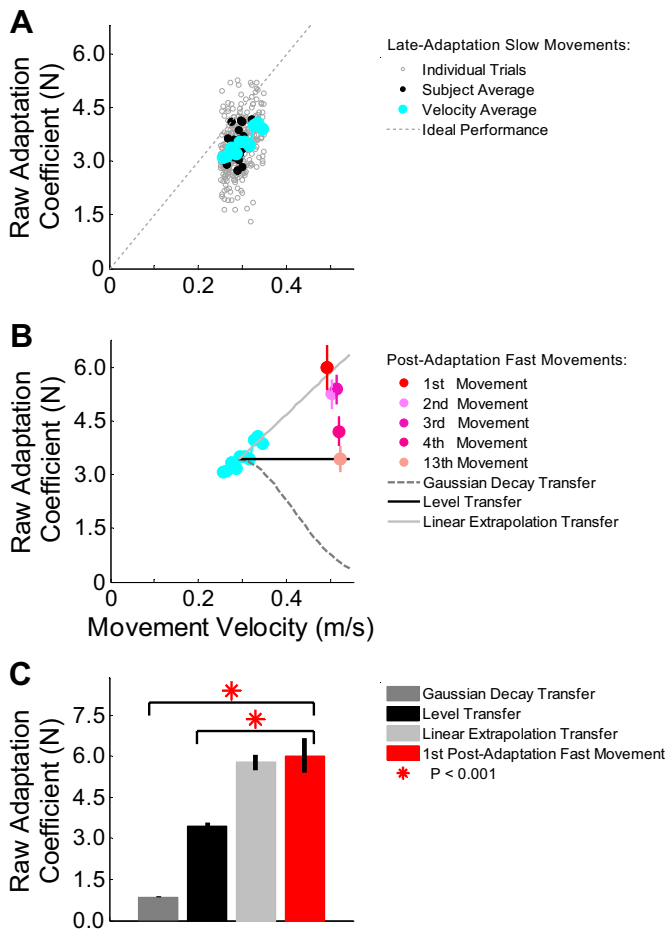 A
Raw Adaptation
Coefficient (N)
6.0
4.5
3.0
1.5
0
0
0.2
0.4
Late-Adaptation Slow Movements:
Individual Trials
Subject Average
Velocity Average
Ideal Performance
B
Raw Adaptation
Coefficient (N)
6.0
4.5
3.0
1.5
0
0
0.2
0.4
Movement Velocity (m/s)
Post-Adaptation Fast Movements:
1st Movement
2nd Movement
3rd Movement
4th Movement
13th Movement
Gaussian Decay Transfer
Level Transfer
Linear Extrapolation Transfer
C
Raw Adaptation
Coefficient (N)
7.5
6.0
4.5
3.0
1.5
0.0
Gaussian Decay Transfer
Level Transfer
Linear Extrapolation Transfer
1st Post-Adaptation Fast Movement
P < 0.001